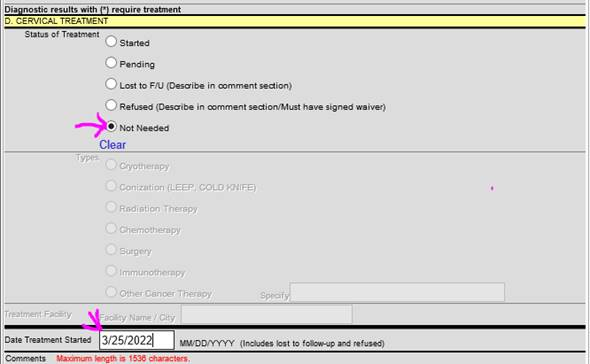 Diagnostic results with (*) require treatment
D. CERVICAL TREATMENT
Status of Treatment
Started
Pending
Lost to F/U (Describe in comment section)
Refused (Describe in comment section/Must have signed waiver)
Not Needed
Clear
Types
Cryotherapy
Conization (LEEP, COLD KNIFE)
Radiation Therapy
Chemotherapy
Surgery
Immunotherapy
Other Cancer Therapy Specify
Treatment Facility Facility Name / City
Date Treatment Started 3/25/2022 MM/DD/YYYY (Includes lost to follow-up and refused)
Comments Maximum length is 1536 characters.